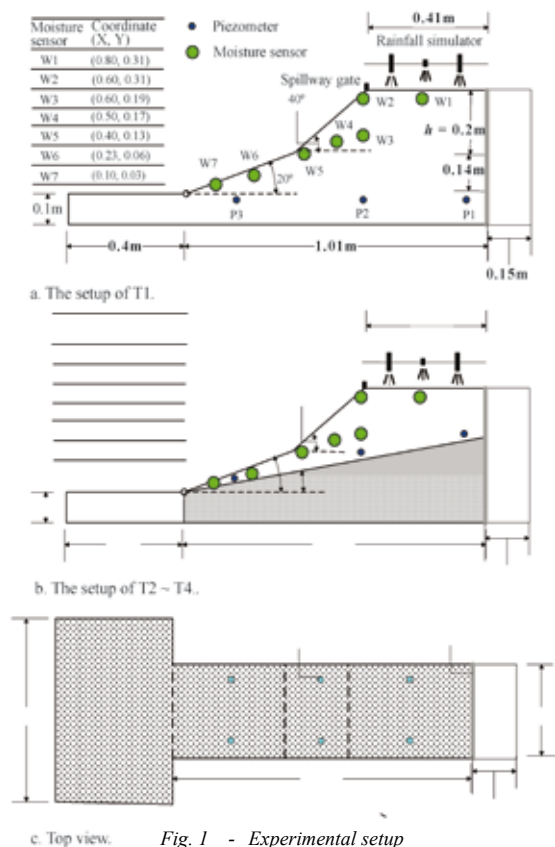 Moisture sensor Coordinate (X, Y)
W1 (0.80, 0.31)
W2 (0.60, 0.31)
W3 (0.60, 0.19)
W4 (0.50, 0.17)
W5 (0.40, 0.13)
W6 (0.23, 0.06)
W7 (0.10, 0.03)
Piezometer
Moisture sensor
0.41m
Rainfall simulator
Spillway gate
40°
W2
W1
W4
W3
h = 0.2m
W5
W6
W7
20°
0.14m
0.1m
P3
P2
P1
0.4m
1.01m
0.15m
a. The setup of T1.
b. The setup of T2 ~ T4..
c. Top view.
Fig. 1 - Experimental setup